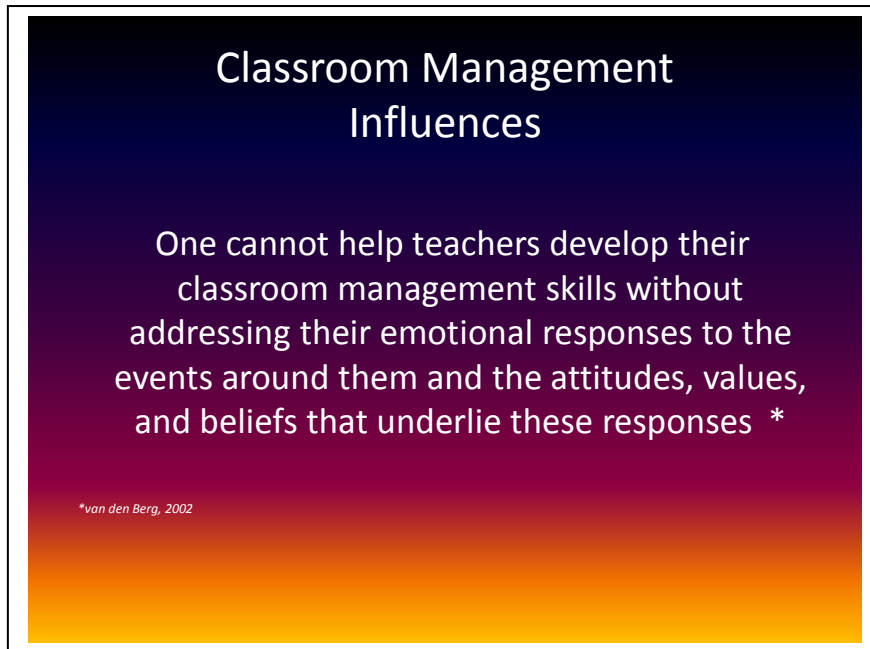 Classroom Management
Influences
One cannot help teachers develop their
classroom management skills without
addressing their emotional responses to the
events around them and the attitudes, values,
and beliefs that underlie these responses *
*van den Berg, 2002